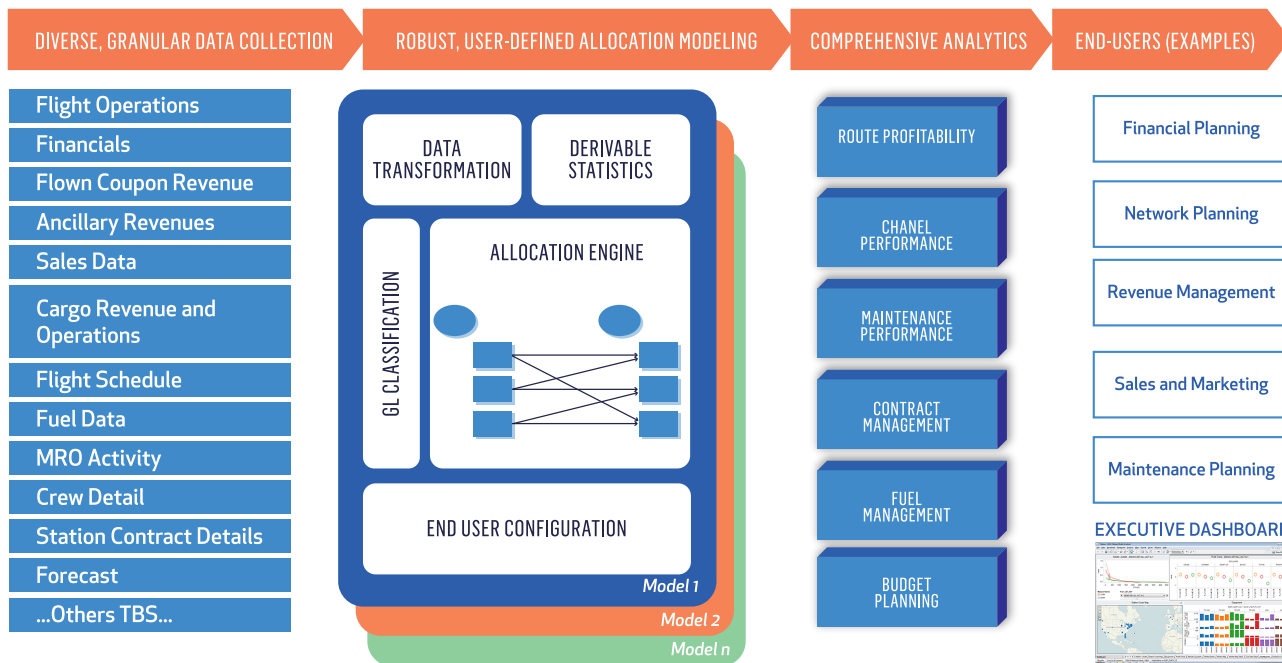 DIVERSE, GRANULAR DATA COLLECTION
ROBUST, USER-DEFINED ALLOCATION MODELING
COMPREHENSIVE ANALYTICS
END-USERS (EXAMPLES)
Flight Operations
Financials
Flown Coupon Revenue
Ancillary Revenues
Sales Data
Cargo Revenue and
Operations
Flight Schedule
Fuel Data
MRO Activity
Crew Detail
Station Contract Details
Forecast
...Others TBS...
DATA
TRANSFORMATION
DERIVABLE
STATISTICS
GL CLASSIFICATION
ALLOCATION ENGINE
END USER CONFIGURATION
Model 1
Model 2
Model n
ROUTE PROFITABILITY
CHANEL
PERFORMANCE
MAINTENANCE
PERFORMANCE
CONTRACT
MANAGEMENT
FUEL
MANAGEMENT
BUDGET
PLANNING
Financial Planning
Network Planning
Revenue Management
Sales and Marketing
Maintenance Planning
EXECUTIVE DASHBOARD